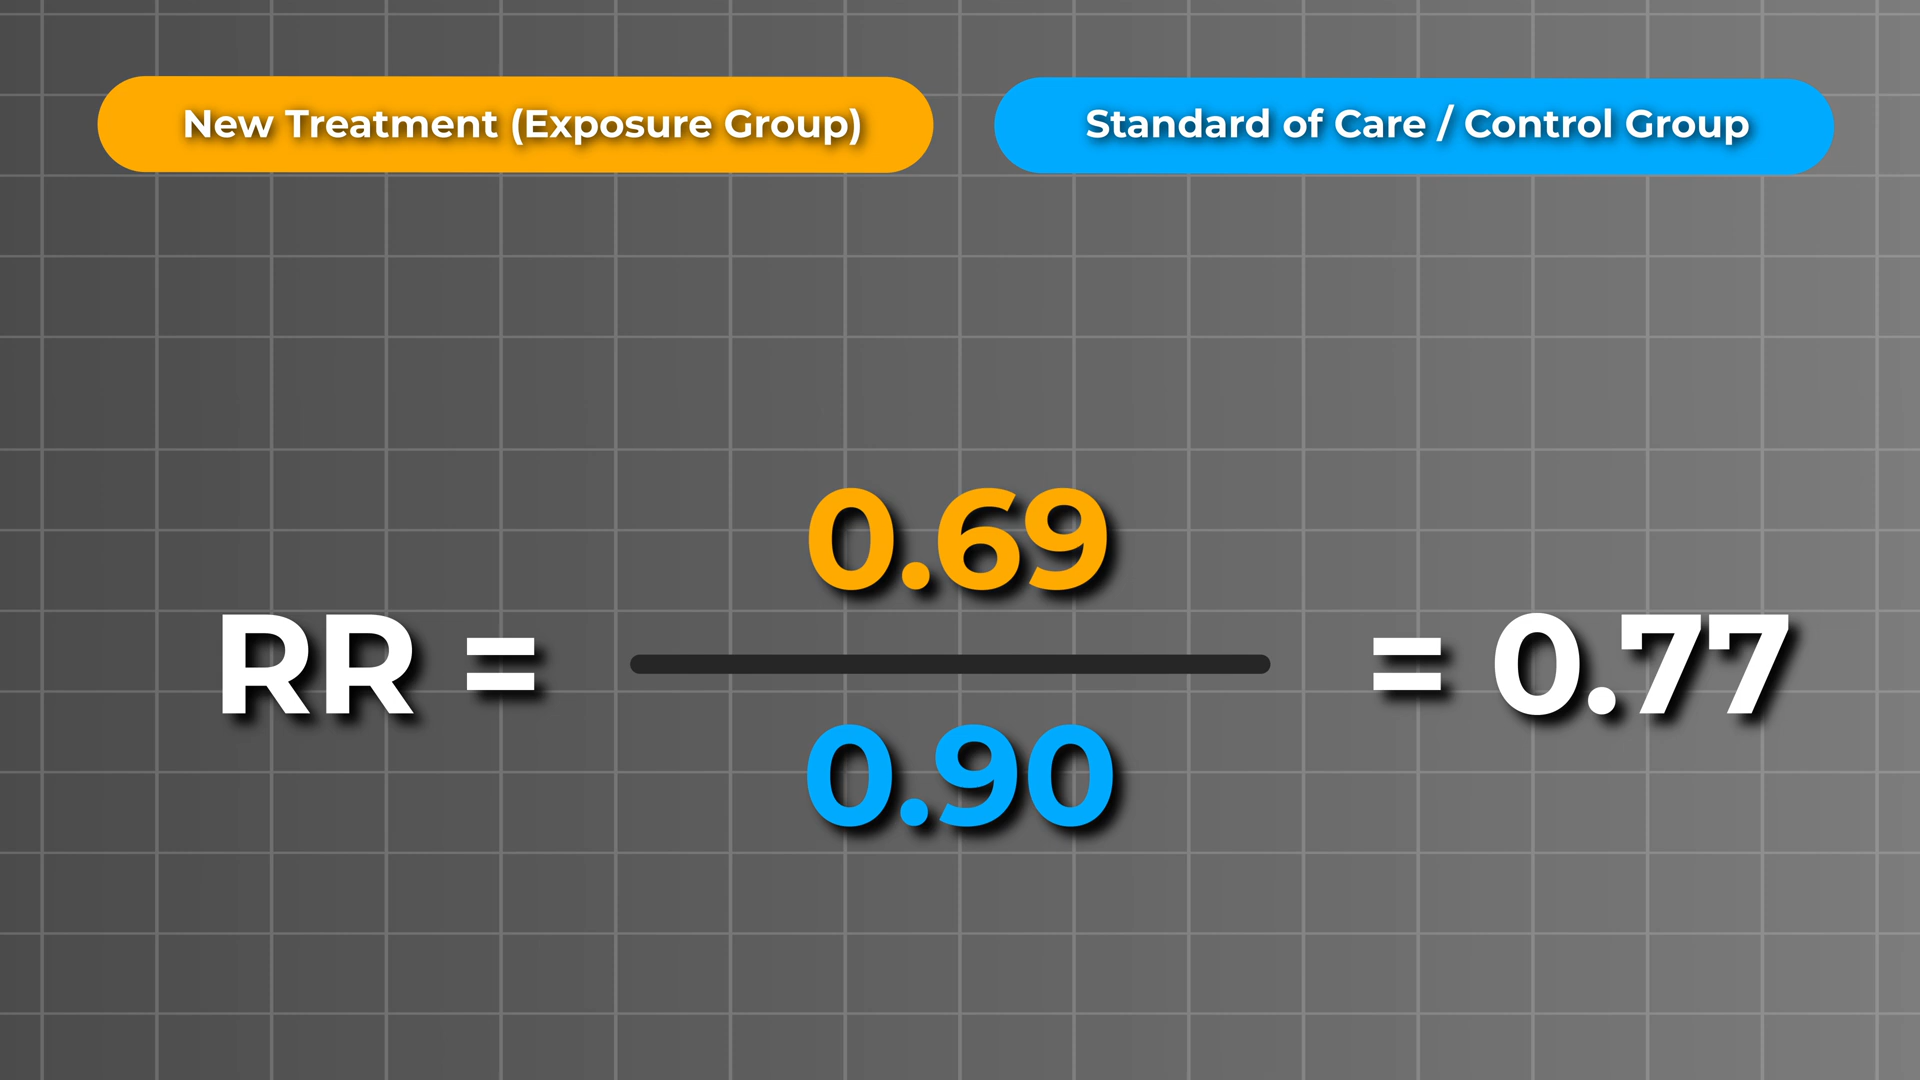 New Treatment (Exposure Group)
Standard of Care / Control Group
0.69
RR = = 0.77
0.90